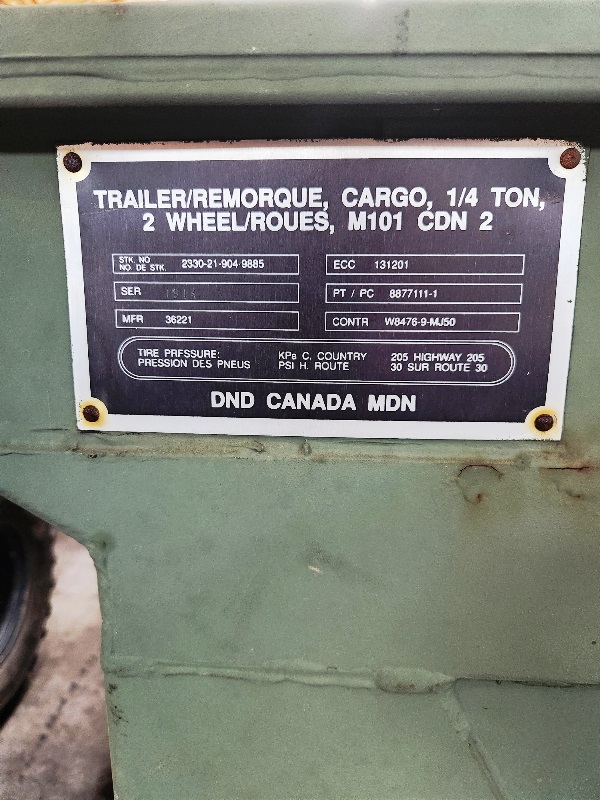 TRAILER/REMORQUE, CARGO, 1/4 TON,
2 WHEEL/ROUES, M101 CDN 2
STK. NO
NO. DE STK. 2330-21-904-9885
ECC 131201
SER
PT / PC 8877111-1
MFR 36221
CONTR W8476-9-MJ50
TIRE PRESSURE: KPa C. COUNTRY 205 HIGHWAY 205
PRESSION DES PNEUS PSI H. ROUTE 30 SUR ROUTE 30
DND CANADA MDN